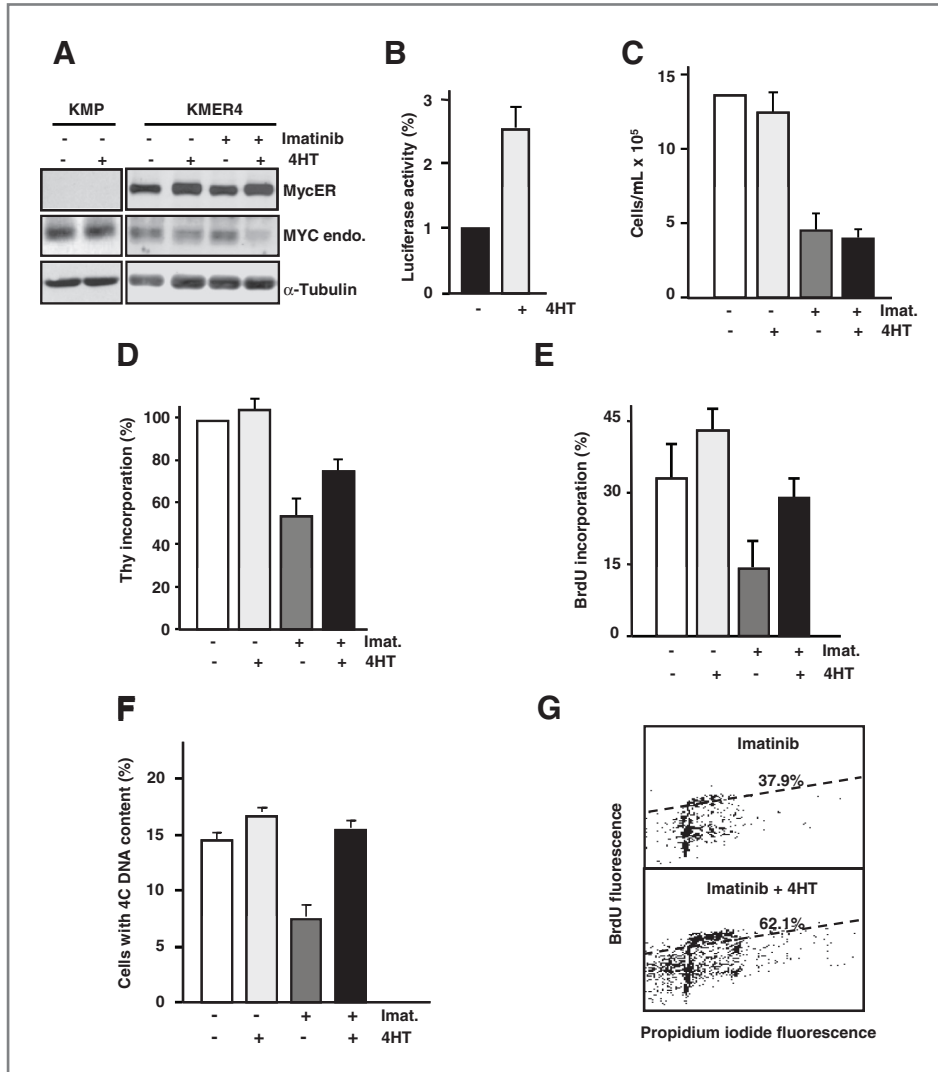 A
KMP KMER4
- - - - + + Imatinib
- + - + - + 4HT
MycER
MYC endo.
α-Tubulin
B
Luciferase activity (%)
3
2
1
0
- + 4HT
C
Cells/mL x 10⁵
15
10
5
0
- - + + Imat.
- + - + 4HT
D
Thy incorporation (%)
100
80
60
40
20
0
- - + + Imat.
- + - + 4HT
E
BrdU incorporation (%)
45
30
15
0
- - + + Imat.
- + - + 4HT
F
Cells with 4C DNA content (%)
20
15
10
5
0
- - + + Imat.
- + - + 4HT
G
BrdU fluorescence
Imatinib
37.9%
Imatinib + 4HT
62.1%
Propidium iodide fluorescence